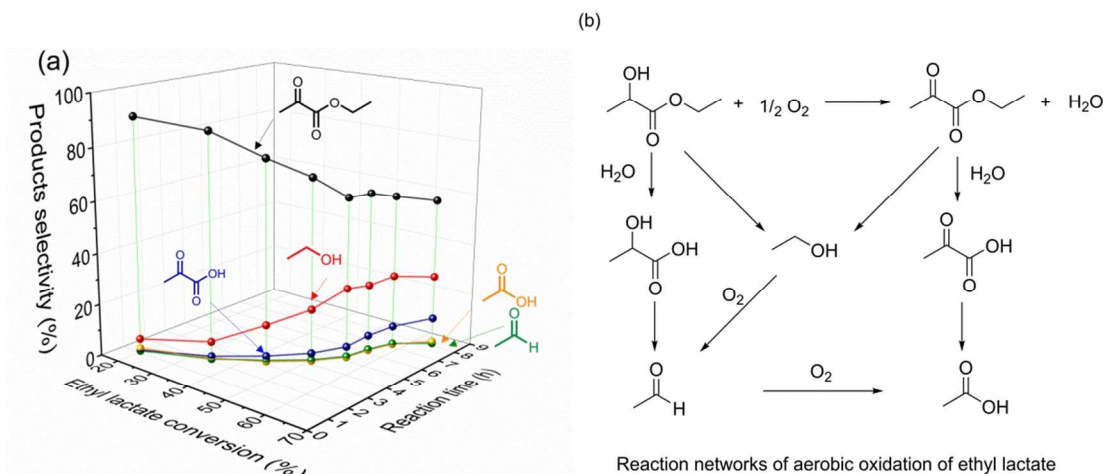 (a)
Products selectivity (%)
100
80
60
40
20
0
20
30
40
50
60
70
Ethyl lactate conversion (%)
0
1
2
3
4
5
6
7
8
9
Reaction time (h)
O
O
O
O
OH
O
OH
O
OH
O
H
(b)
OH
O
O
+ 1/2 O2
O
O
O
+ H2O
H2O
H2O
OH
OH
O
OH
O
OH
O
O2
O
H
O2
O
OH
Reaction networks of aerobic oxidation of ethyl lactate